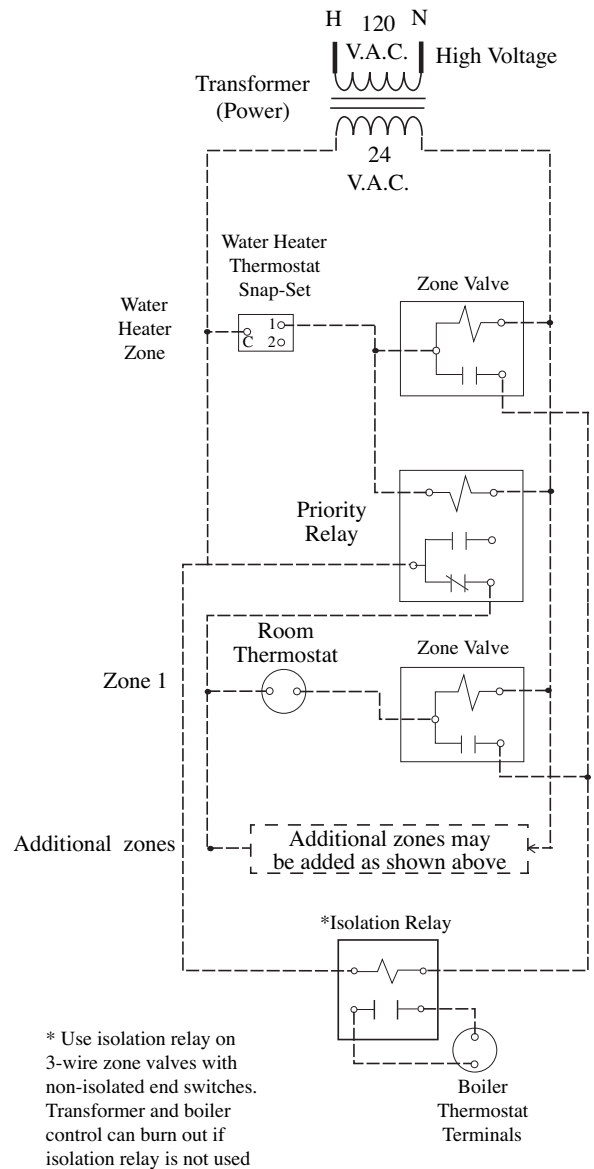 H 120 N
V.A.C.
High Voltage
Transformer
(Power)
24
V.A.C.
Water Heater
Thermostat
Snap-Set
Zone Valve
Water
Heater
Zone
1
C 2
Priority
Relay
Room
Thermostat
Zone Valve
Zone 1
Additional zones
Additional zones may
be added as shown above
*Isolation Relay
* Use isolation relay on
3-wire zone valves with
non-isolated end switches.
Transformer and boiler
control can burn out if
isolation relay is not used
Boiler
Thermostat
Terminals